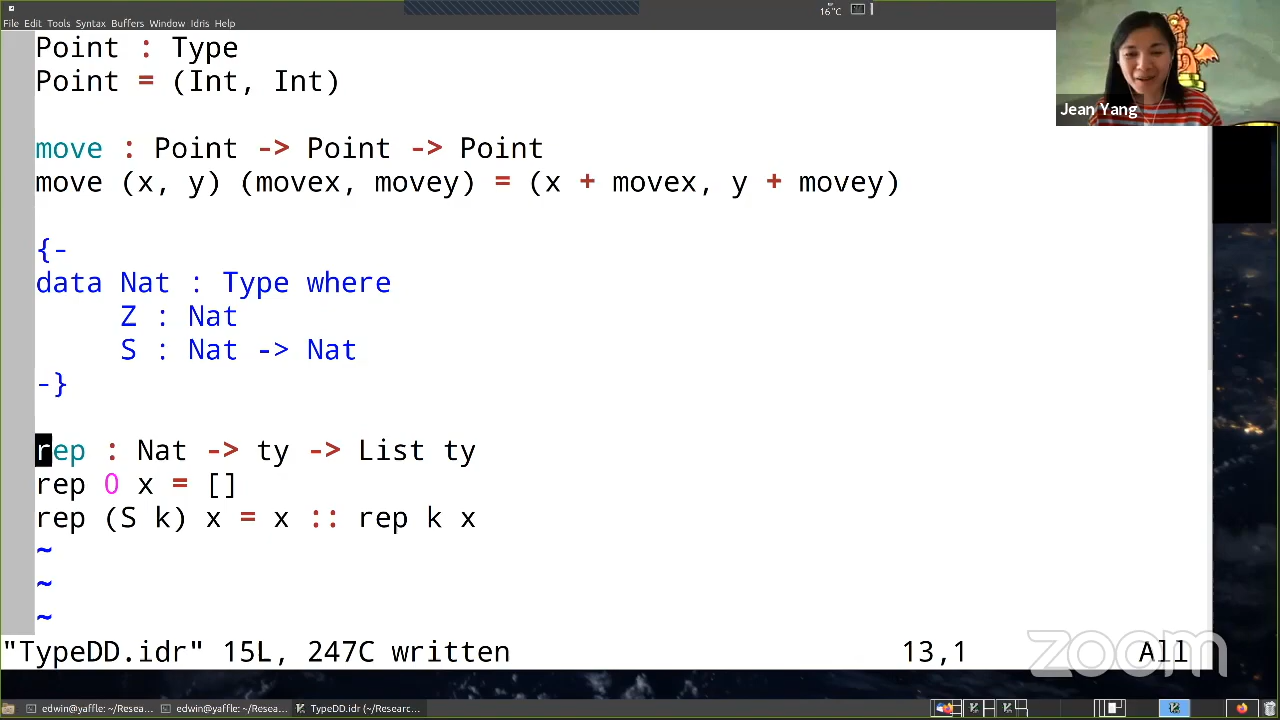 16°C
File Edit Tools Syntax Buffers Window Idris Help
Point : Type
Point = (Int, Int)
Jean Yang
move : Point -> Point -> Point
move (x, y) (movex, movey) = (x + movex, y + movey)
{-
data Nat : Type where
Z : Nat
S : Nat -> Nat
-}
rep : Nat -> ty -> List ty
rep 0 x = []
rep (S k) x = x :: rep k x
~
~
~
"TypeDD.idr" 15L, 247C written 13,1 All
zoom
edwin@yaffle: ~/Resea... edwin@yaffle: ~/Resea... TypeDD.idr (~/Researc...